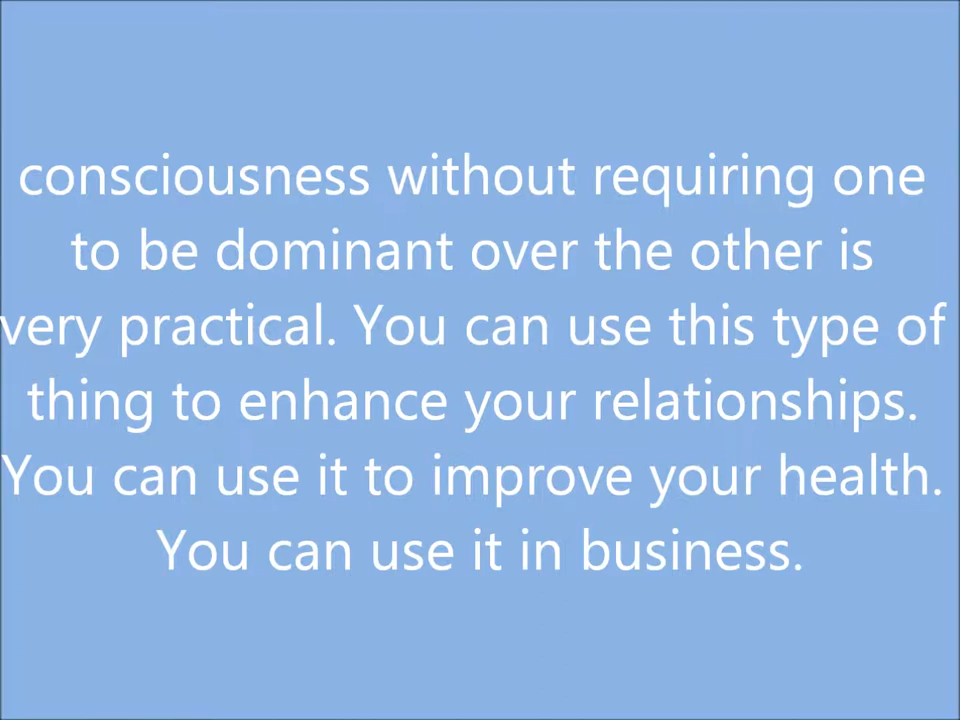 consciousness without requiring one
to be dominant over the other is
very practical. You can use this type of
thing to enhance your relationships.
You can use it to improve your health.
You can use it in business.